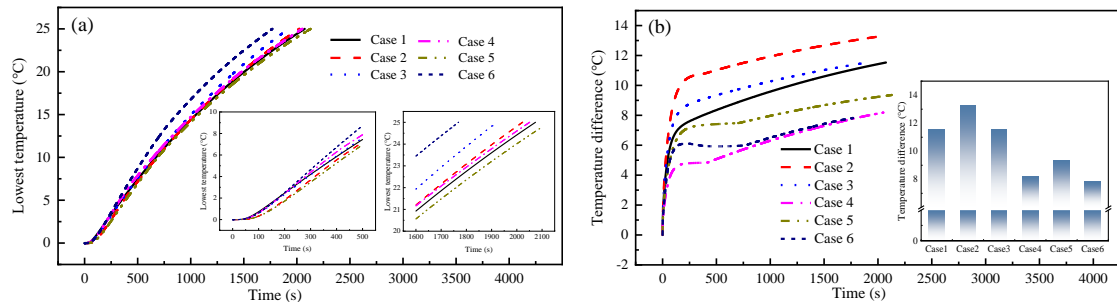 (a)
Lowest temperature (°C)
25
20
15
10
5
0
Case 1
Case 2
Case 3
Case 4
Case 5
Case 6
Lowest temperature (°C)
10
8
6
4
2
0
0 100 200 300 400 500
Time (s)
Lowest temperature (°C)
25
24
23
22
21
20
1600 1700 1800 1900 2000 2100
Time (s)
0 500 1000 1500 2000 2500 3000 3500 4000
Time (s)
(b)
Temperature difference (°C)
14
12
10
8
6
4
2
0
-2
Case 1
Case 2
Case 3
Case 4
Case 5
Case 6
Temperature difference (°C)
14
12
10
8
0
Case1 Case2 Case3 Case4 Case5 Case6
0 500 1000 1500 2000 2500 3000 3500 4000
Time (s)